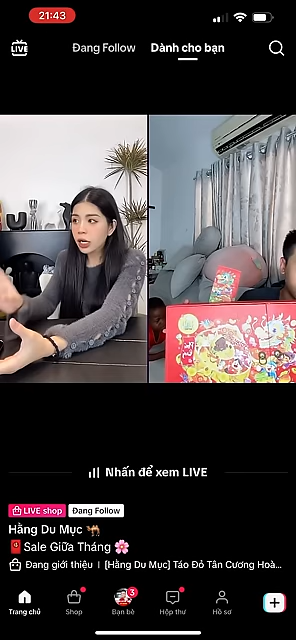 21:43
LIVE
Đang Follow
Dành cho bạn
Nhấn để xem LIVE
LIVE shop
Đang Follow
Hằng Du Mục 🐫
🧧Sale Giữa Tháng 🌸
Đang giới thiệu | [Hằng Du Mục] Táo Đỏ Tân Cương Hoà...
3
Trang chủ
Shop
Bạn bè
Hộp thư
Hồ sơ